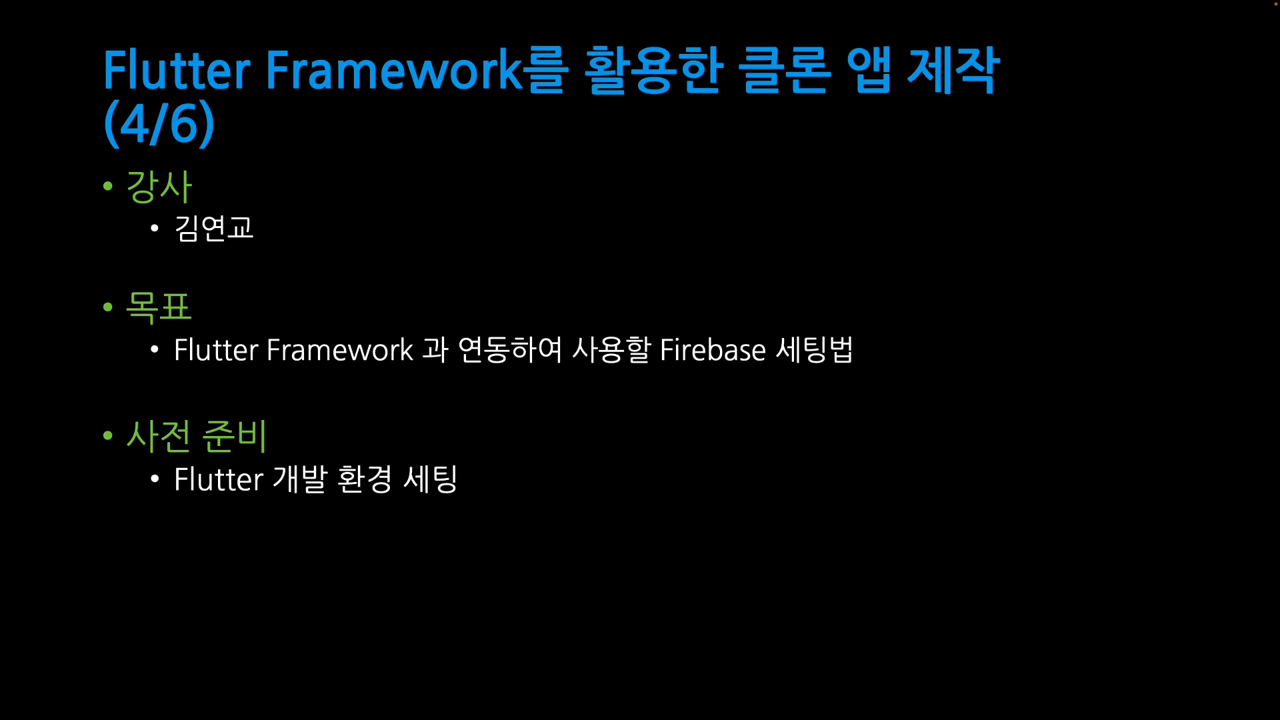 Flutter Framework를 활용한 클론 앱 제작
(4/6)
• 강사
• 김연교
• 목표
• Flutter Framework 과 연동하여 사용할 Firebase 세팅법
• 사전 준비
• Flutter 개발 환경 세팅